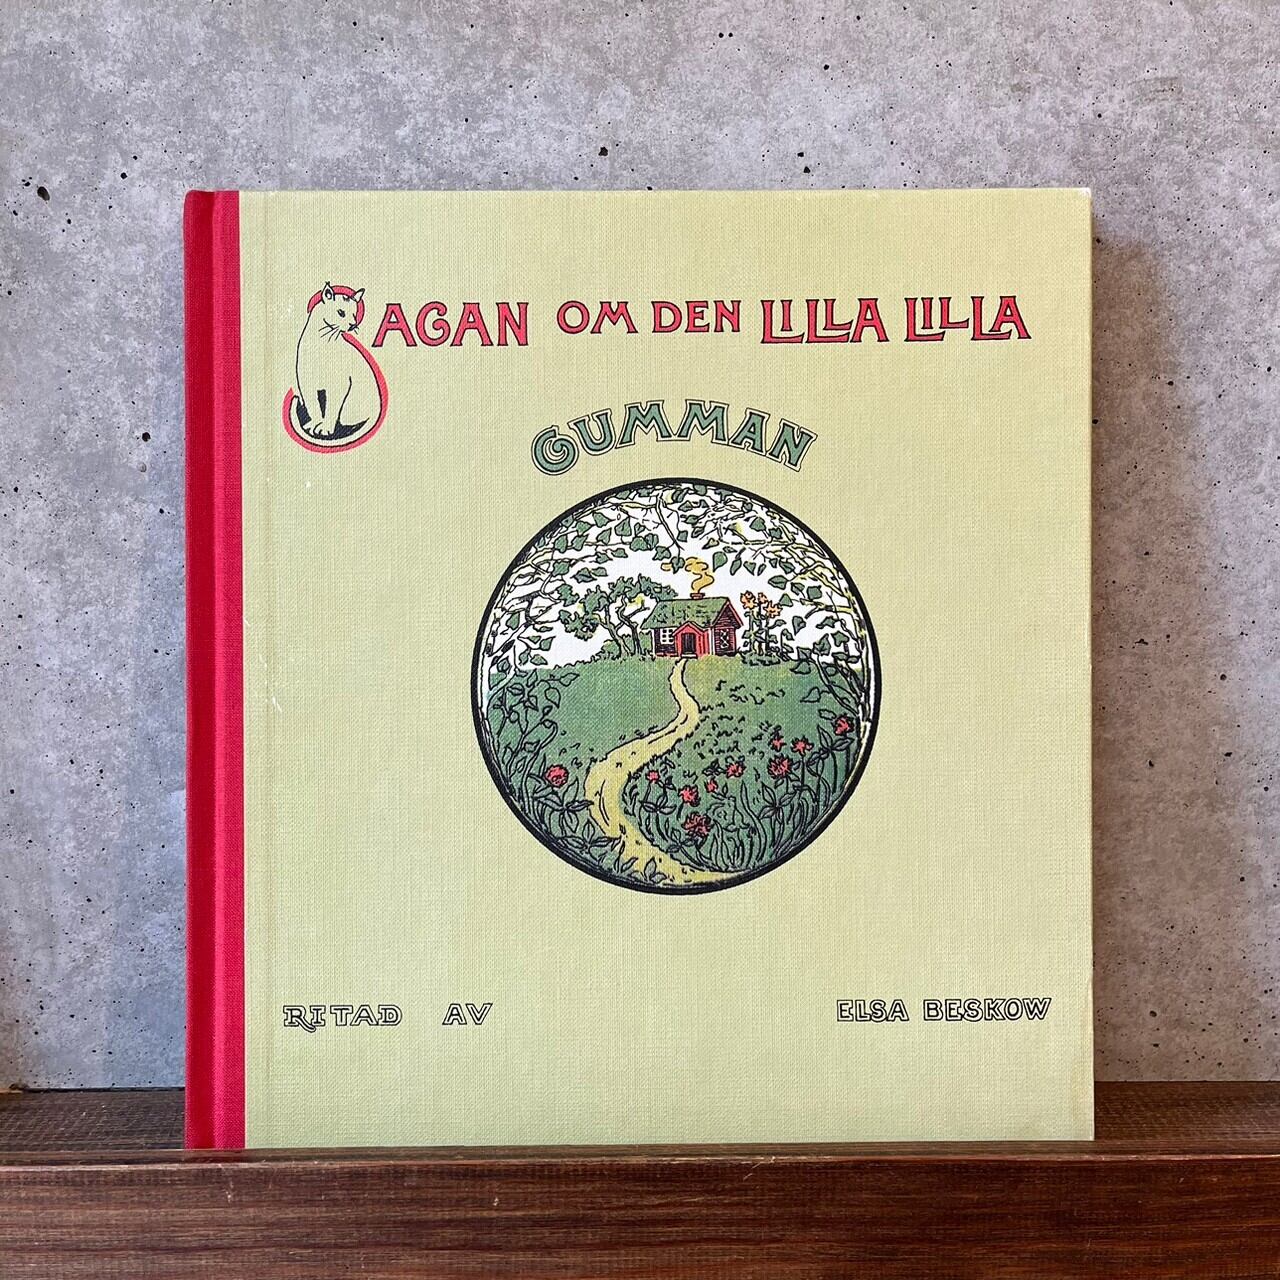 SAGAN OM DEN LILLA LILLA
GUMMAN
RITAD AV ELSA BESKOW